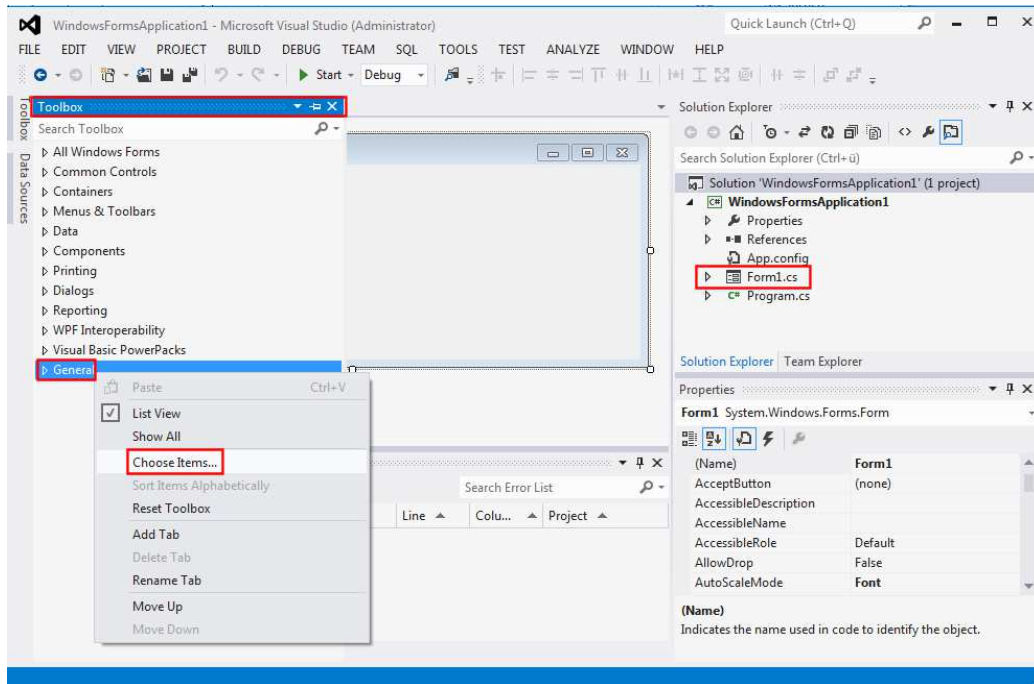 WindowsFormsApplication1 - Microsoft Visual Studio (Administrator)
Quick Launch (Ctrl+Q)
FILE EDIT VIEW PROJECT BUILD DEBUG TEAM SQL TOOLS TEST ANALYZE WINDOW HELP
Start Debug
Toolbox
Data Sources
Toolbox
Search Toolbox
All Windows Forms
Common Controls
Containers
Menus & Toolbars
Data
Components
Printing
Dialogs
Reporting
WPF Interoperability
Visual Basic PowerPacks
General
Paste Ctrl+V
List View
Show All
Choose Items...
Sort Items Alphabetically
Reset Toolbox
Add Tab
Delete Tab
Rename Tab
Move Up
Move Down
Search Error List
Line Colu... Project
Solution Explorer
Search Solution Explorer (Ctrl+ü)
Solution 'WindowsFormsApplication1' (1 project)
C# WindowsFormsApplication1
Properties
References
App.config
Form1.cs
C# Program.cs
Solution Explorer Team Explorer
Properties
Form1 System.Windows.Forms.Form
(Name) Form1
AcceptButton (none)
AccessibleDescription
AccessibleName
AccessibleRole Default
AllowDrop False
AutoScaleMode Font
(Name)
Indicates the name used in code to identify the object.